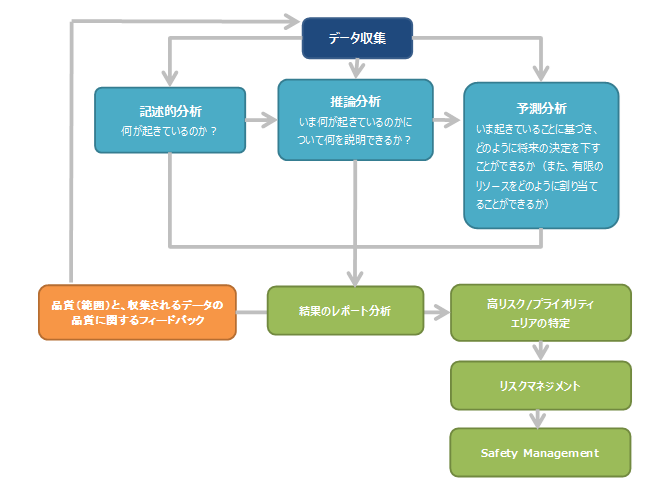 データ収集
記述的分析
何が起きているのか？
推論分析
いま何が起きているのかに
ついて何を説明できるか？
予測分析
いま起きていることに基づき、
どのように将来の決定を下す
ことができるか（また、有限の
リソースをどのように割り当て
ることができるか）
品質（範囲）と、収集されるデータの
品質に関するフィードバック
結果のレポート分析
高リスク/プライオリティ
エリアの特定
リスクマネジメント
Safety Management